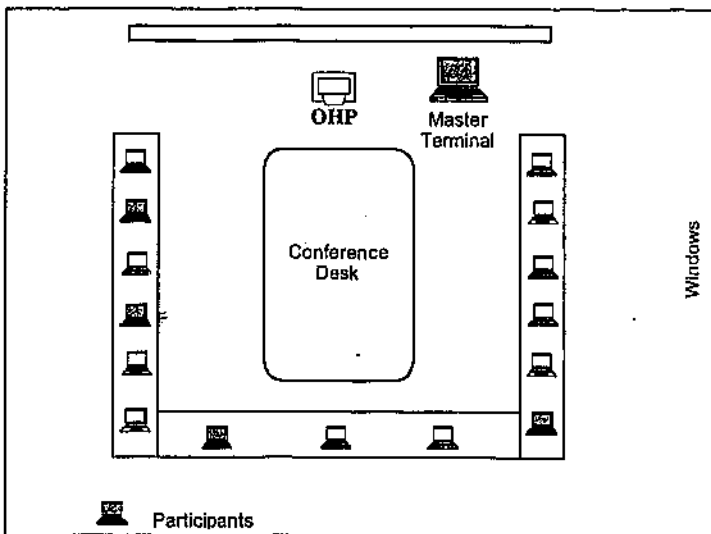 OHP
Master
Terminal
Conference
Desk
Windows
Participants